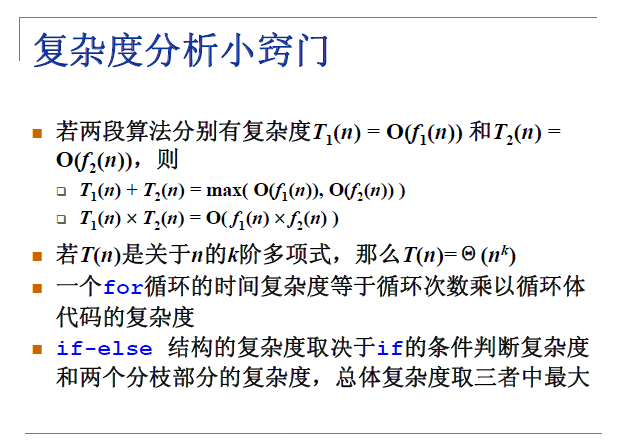 复杂度分析小窍门
若两段算法分别有复杂度T1(n) = O(f1(n)) 和T2(n) =
O(f2(n))，则
T1(n) + T2(n) = max( O(f1(n)), O(f2(n)) )
T1(n) × T2(n) = O( f1(n) × f2(n) )
若T(n)是关于n的k阶多项式，那么T(n)=Θ(n^k)
一个for循环的时间复杂度等于循环次数乘以循环体
代码的复杂度
if-else 结构的复杂度取决于if的条件判断复杂度
和两个分枝部分的复杂度，总体复杂度取三者中最大